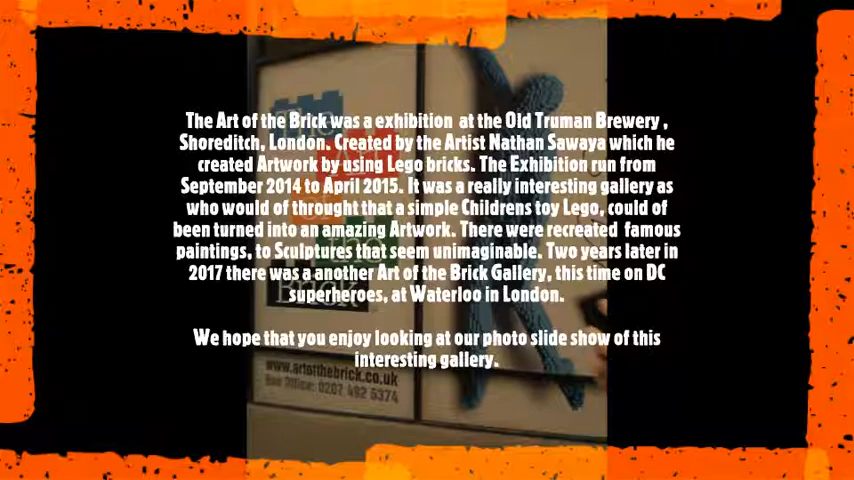 The Art of the Brick was a exhibition at the Old Truman Brewery ,
Shoreditch, London. Created by the Artist Nathan Sawaya which he
created Artwork by using Lego bricks. The Exhibition run from
September 2014 to April 2015. It was a really interesting gallery as
who would of throught that a simple Childrens toy Lego, could of
been turned into an amazing Artwork. There were recreated famous
paintings, to Sculptures that seem unimaginable. Two years later in
2017 there was a another Art of the Brick Gallery, this time on DC
superheroes, at Waterloo in London.
We hope that you enjoy looking at our photo slide show of this
interesting gallery.
The
Art
of
the
Brick
www.artofthebrick.co.uk
Box Office: 0207 492 5374